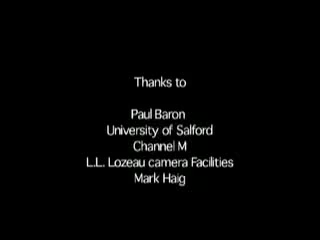 Thanks to
Paul Baron
University of Salford
Channel M
L.L. Lozeau camera Facilities
Mark Haig